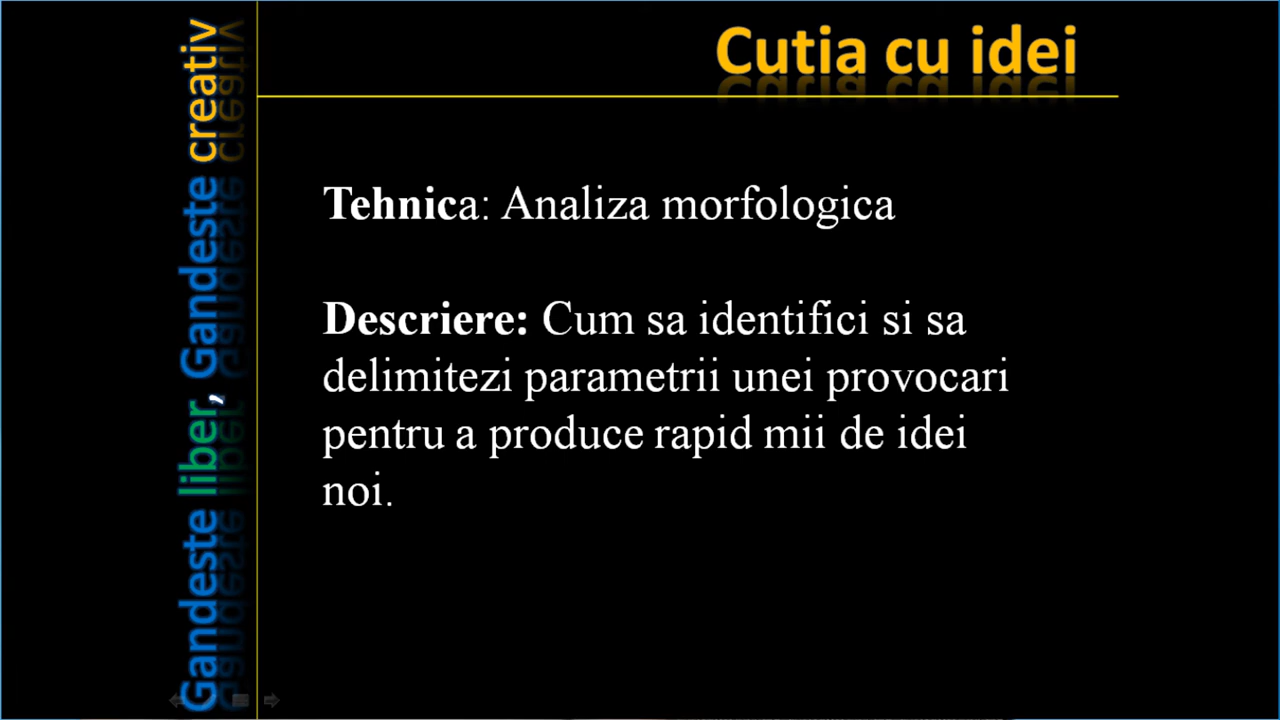 Cutia cu idei
Gandeste liber, Gandeste creativ
Tehnica: Analiza morfologica
Descriere: Cum sa identifici si sa
delimitezi parametrii unei provocari
pentru a produce rapid mii de idei
noi.